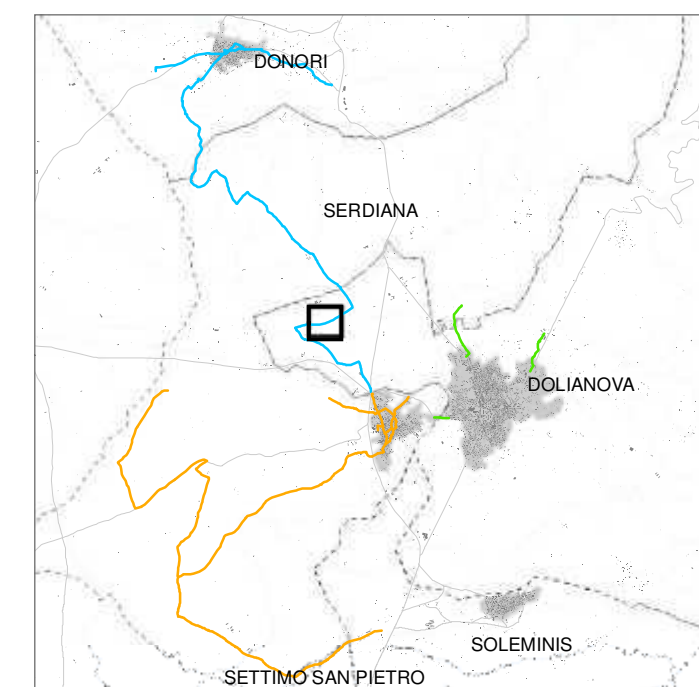 DONORI
SERDIANA
DOLIANOVA
SOLEMINIS
SETTIMO SAN PIETRO